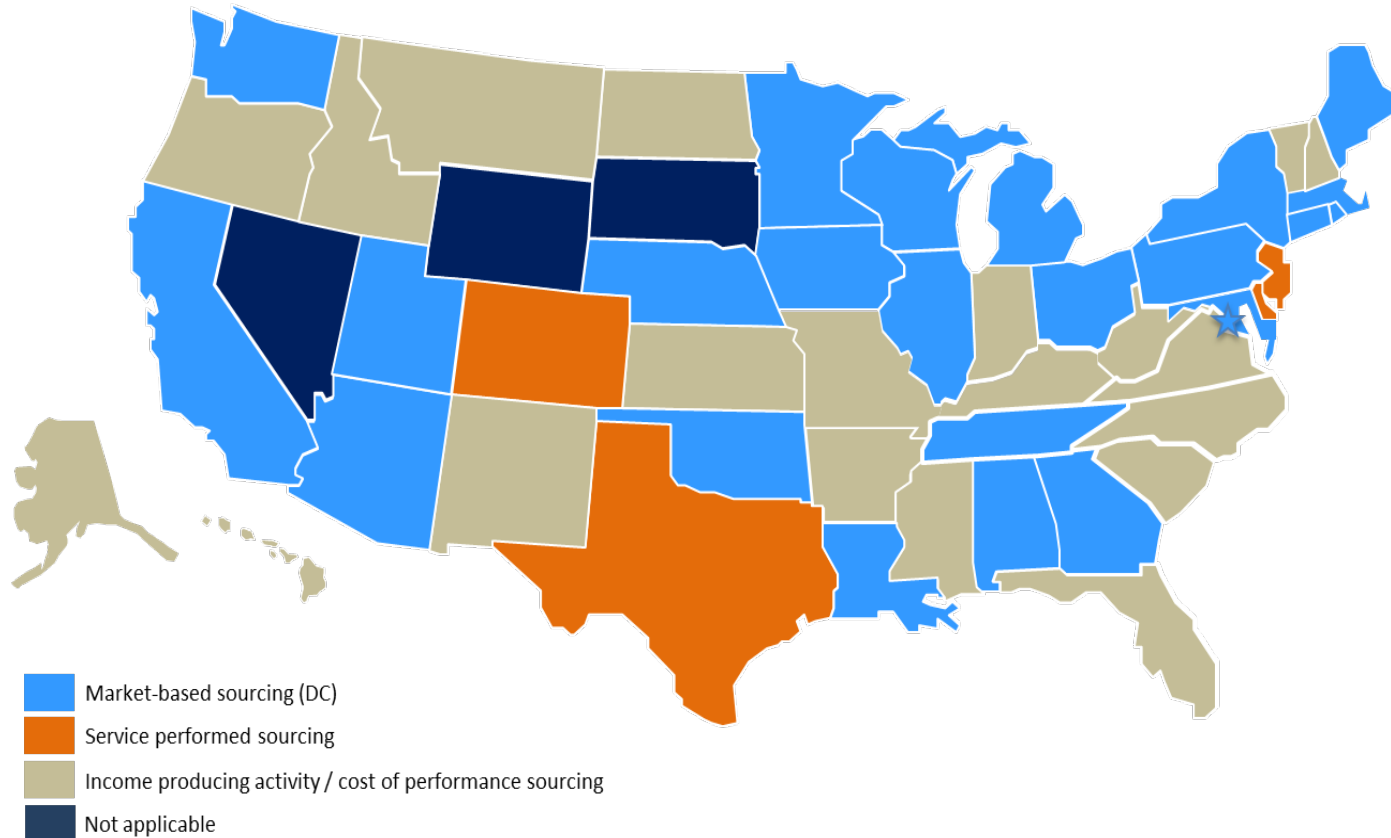 Market-based sourcing (DC)
Service performed sourcing
Income producing activity / cost of performance sourcing
Not applicable